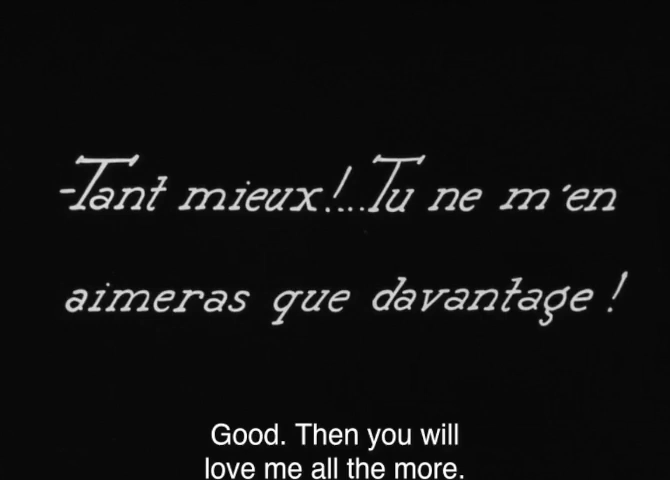 -Tant mieux!...Tu ne m'en
aimeras que davantage !
Good. Then you will
love me all the more.